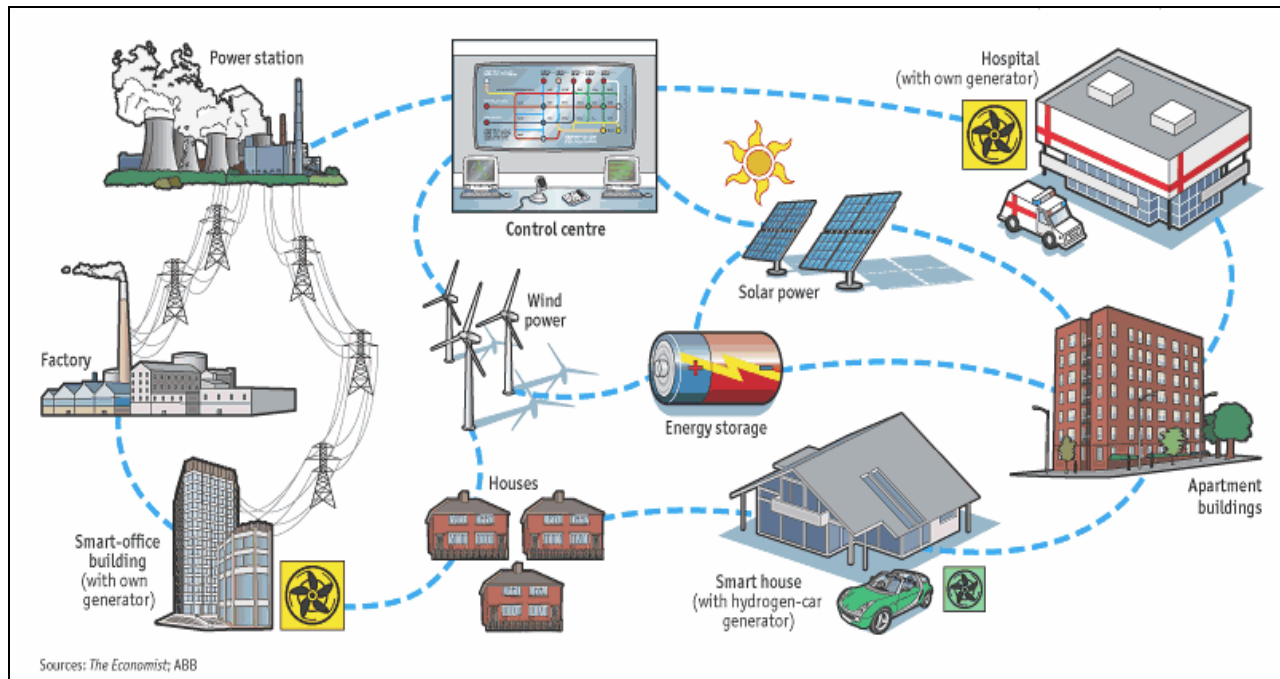 Power station
Hospital
(with own generator)
Control centre
Solar power
Wind
power
Factory
Energy storage
+
-
Houses
Apartment
buildings
Smart-office
building
(with own
generator)
Smart house
(with hydrogen-car
generator)
Sources: The Economist; ABB